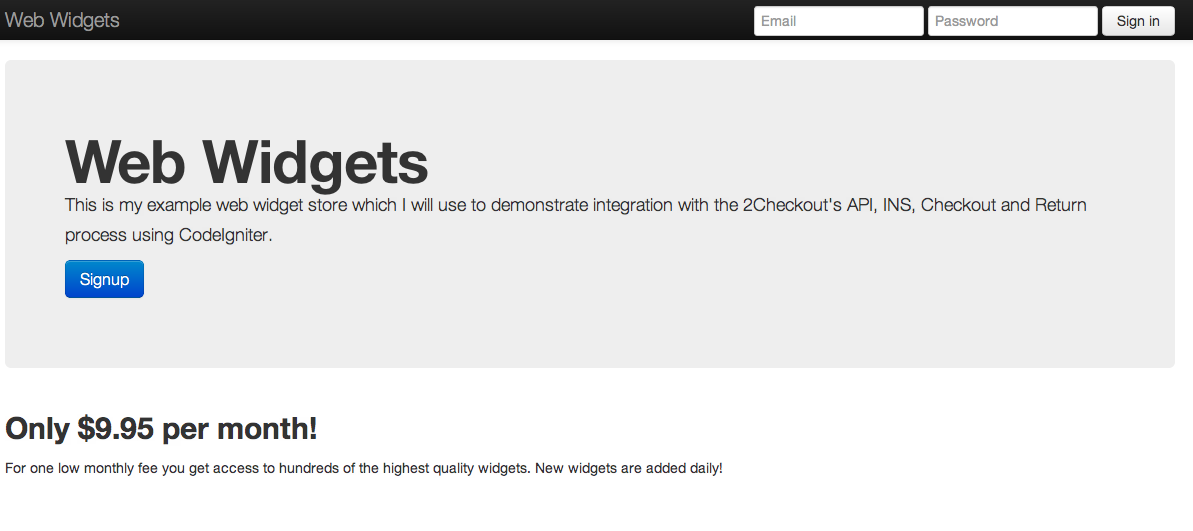 Web Widgets
Email
Password
Sign in
Web Widgets
This is my example web widget store which I will use to demonstrate integration with the 2Checkout's API, INS, Checkout and Return
process using CodeIgniter.
Signup
Only $9.95 per month!
For one low monthly fee you get access to hundreds of the highest quality widgets. New widgets are added daily!